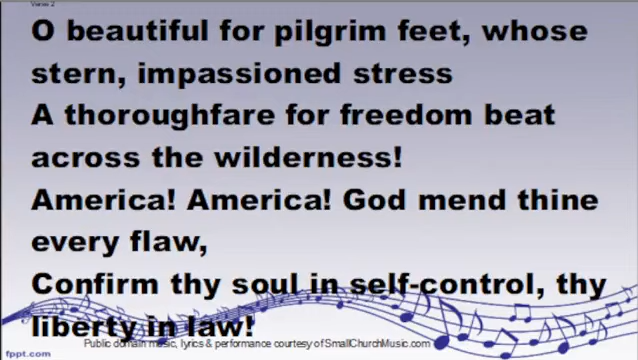 Verse 2
O beautiful for pilgrim feet, whose
stern, impassioned stress
A thoroughfare for freedom beat
across the wilderness!
America! America! God mend thine
every flaw,
Confirm thy soul in self-control, thy
liberty in law!
Public domain music, lyrics & performance courtesy of SmallChurchMusic.com
fppt.com